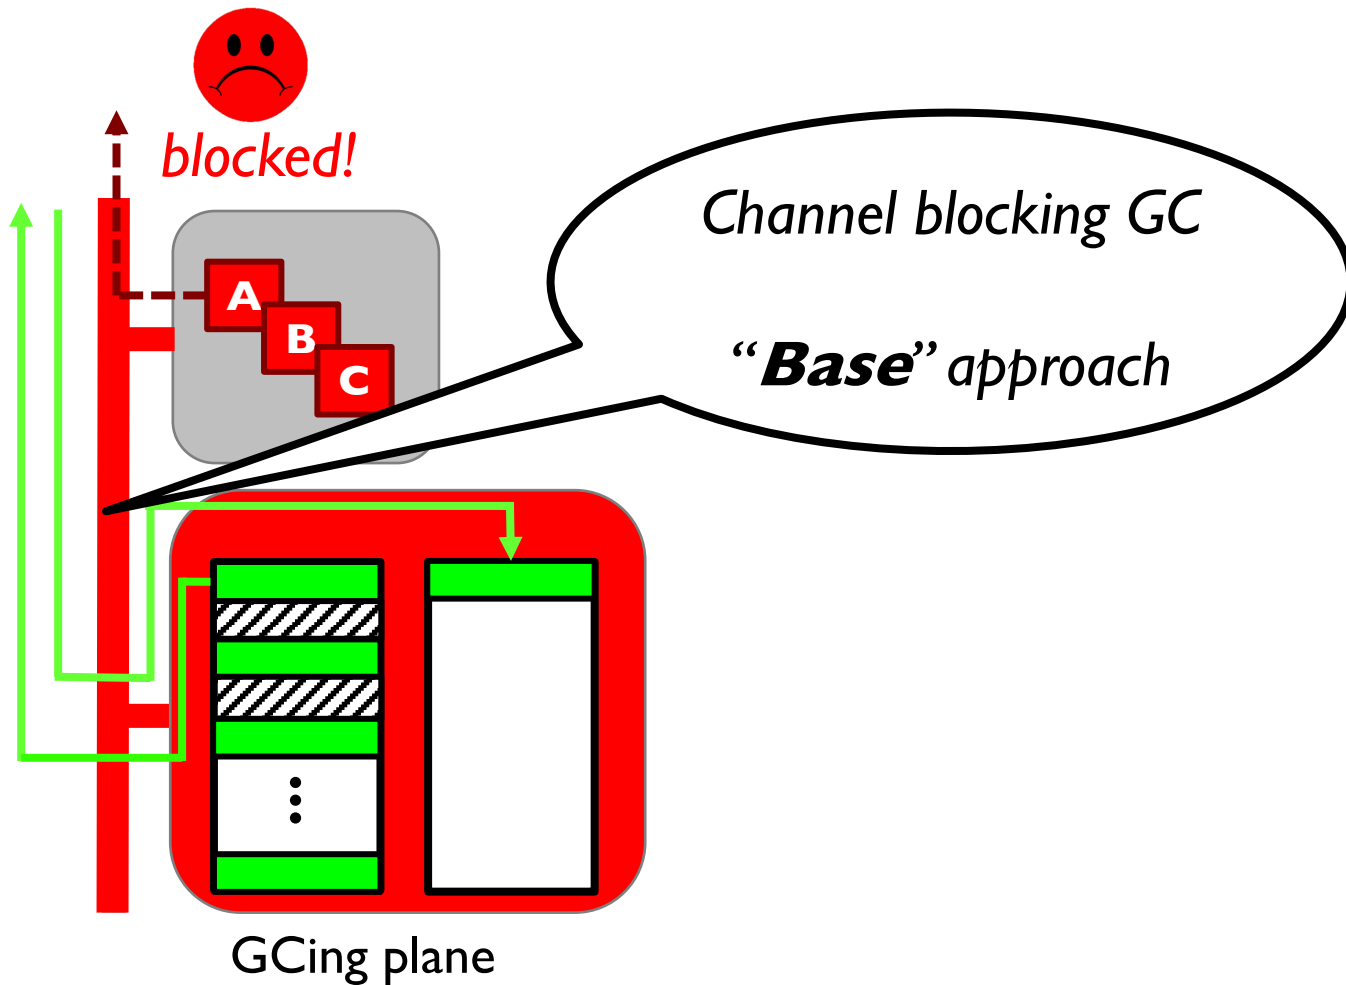 blocked!
Channel blocking GC
“Base” approach
A
B
C
GCing plane